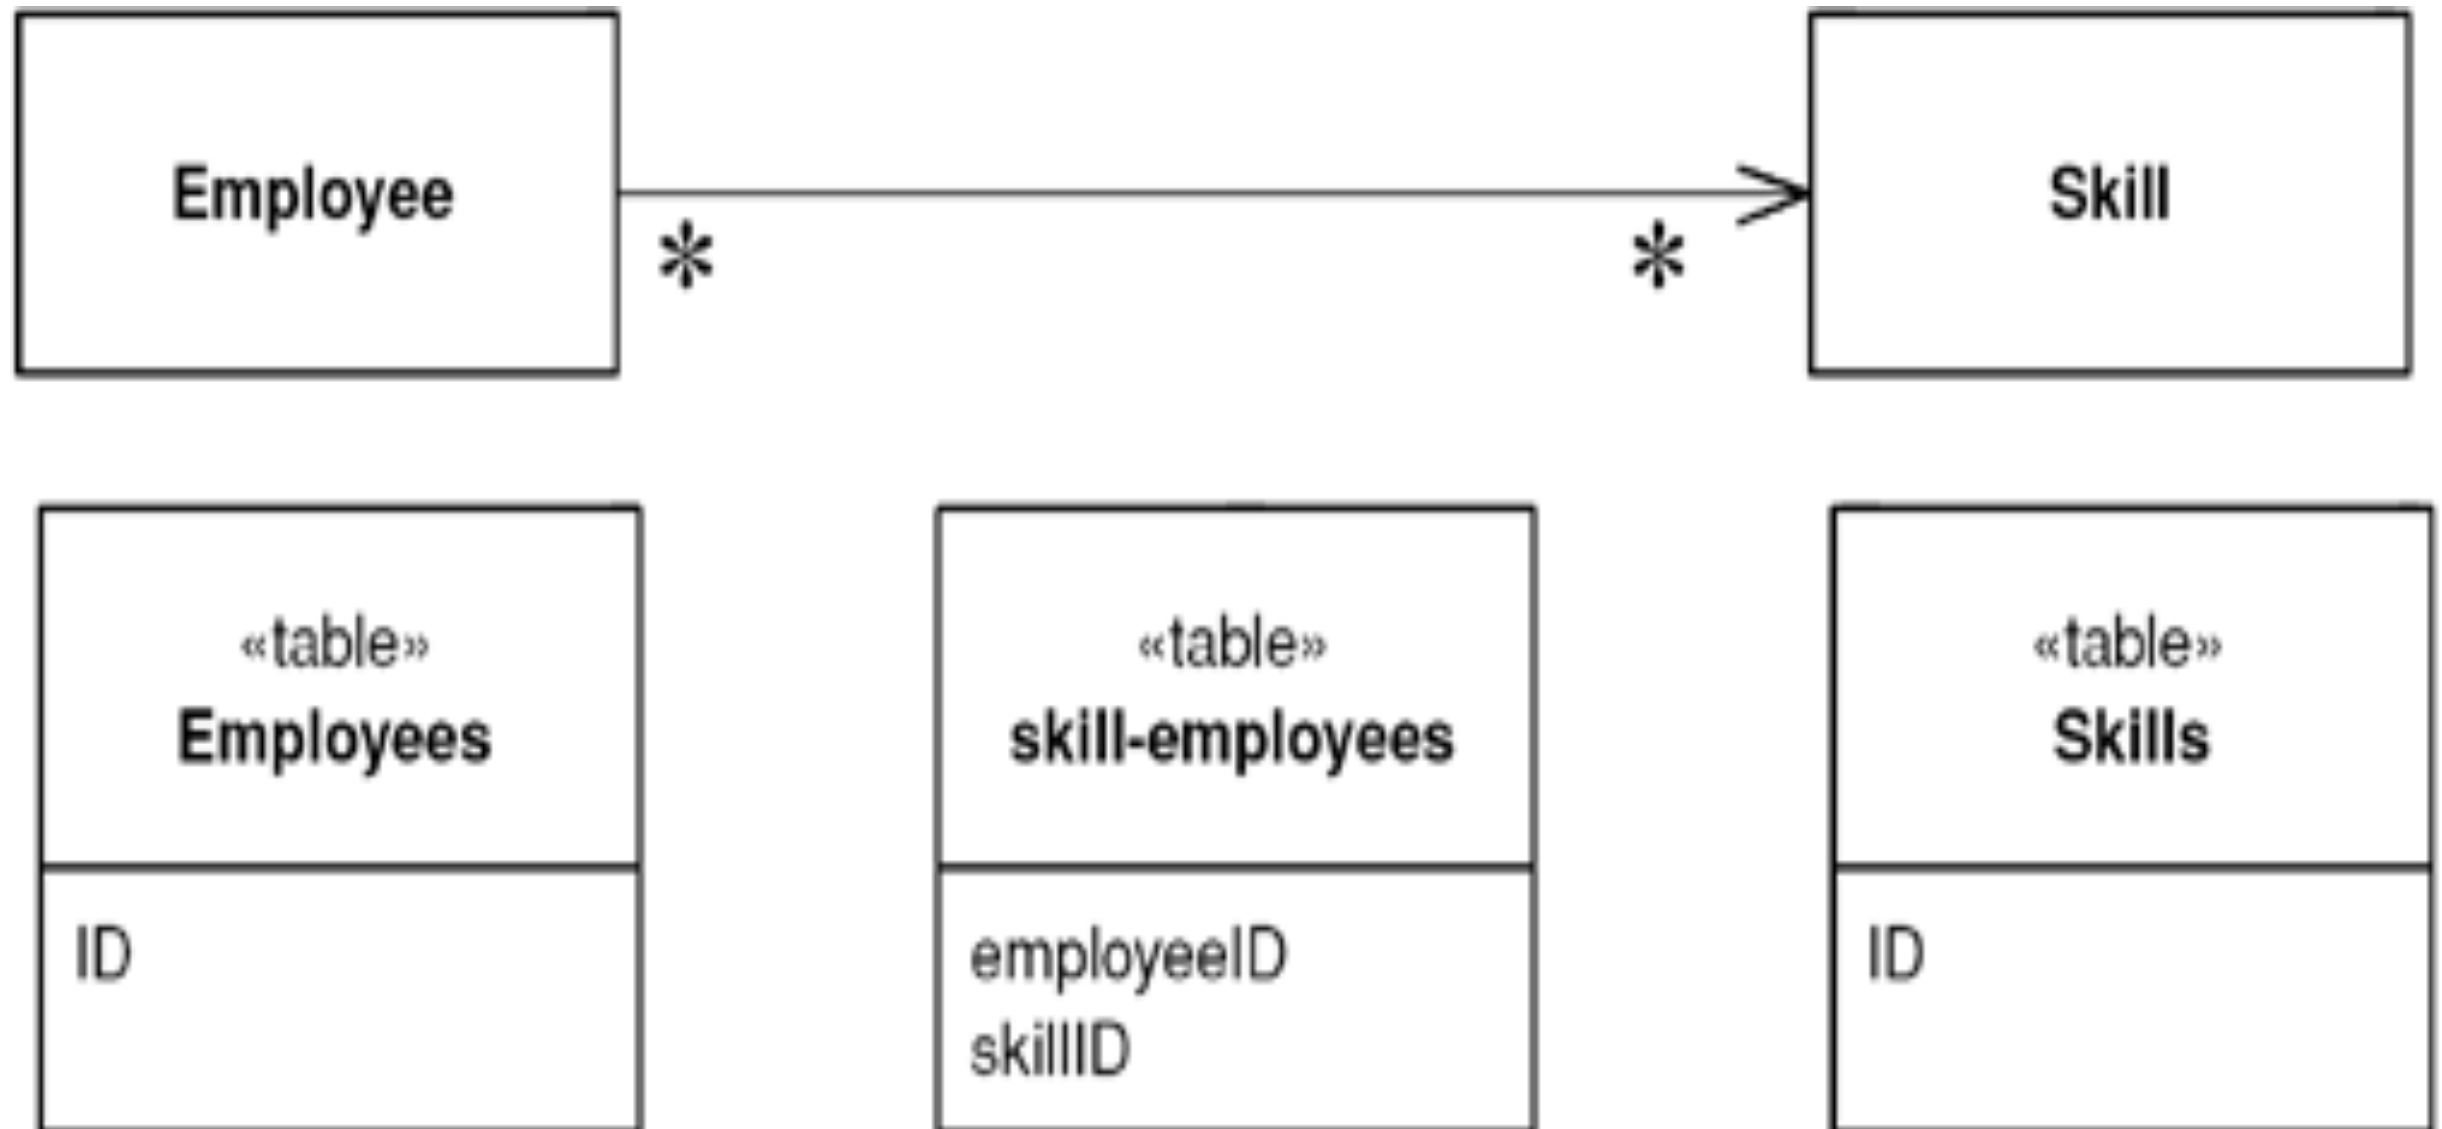 Employee
*
*
Skill
«table»
Employees
ID
«table»
skill-employees
employeeID
skillID
«table»
Skills
ID